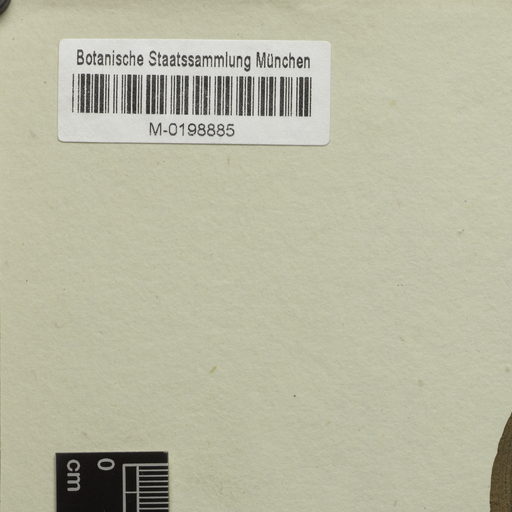 Botanische Staatssammlung München
M-0198885
0
cm